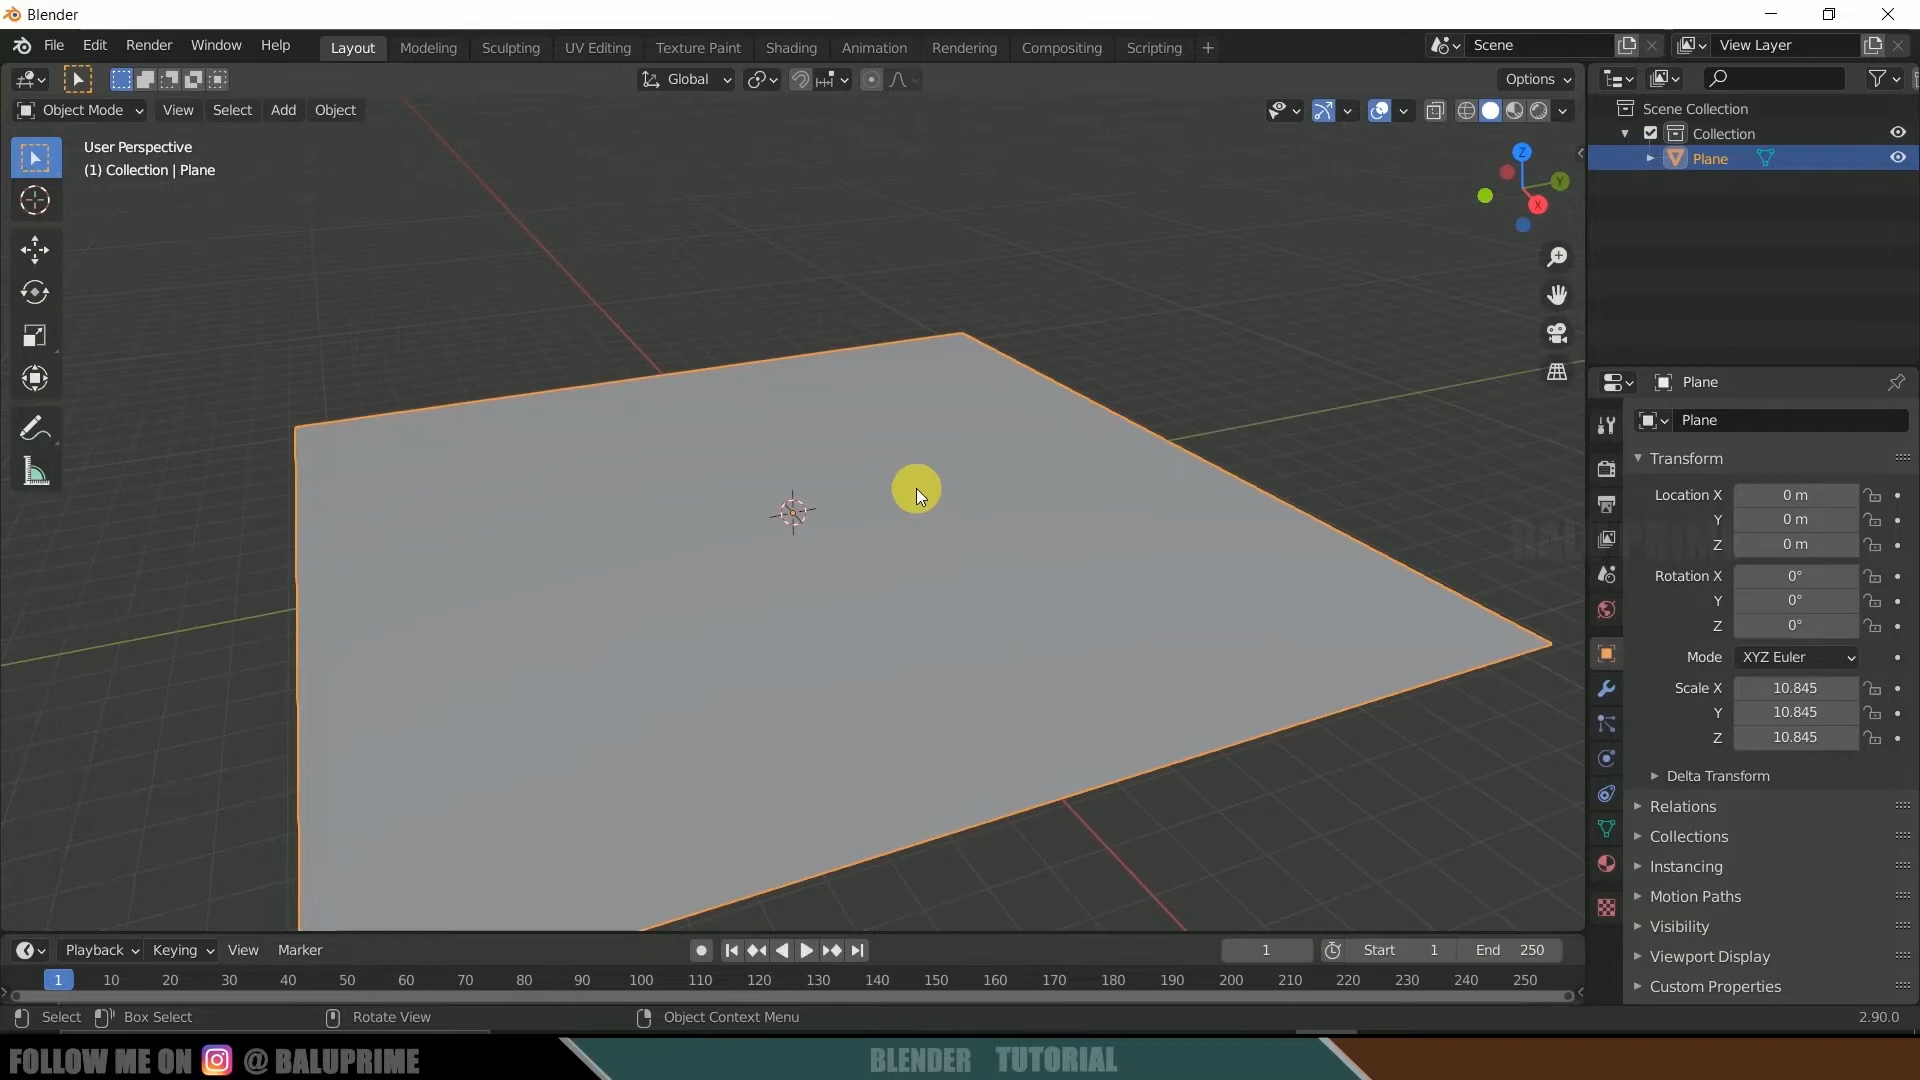 Blender
File Edit Render Window Help
Layout Modeling Sculpting UV Editing Texture Paint Shading Animation Rendering Compositing Scripting +
Scene
View Layer
Global
Options
Object Mode View Select Add Object
User Perspective
(1) Collection | Plane
Z
Y
X
Scene Collection
Collection
Plane
Plane
Plane
Transform
Location X 0 m
Y 0 m
Z 0 m
Rotation X 0°
Y 0°
Z 0°
Mode XYZ Euler
Scale X 10.845
Y 10.845
Z 10.845
Delta Transform
Relations
Collections
Instancing
Motion Paths
Visibility
Viewport Display
Custom Properties
Playback Keying View Marker
1 Start 1 End 250
1 10 20 30 40 50 60 70 80 90 100 110 120 130 140 150 160 170 180 190 200 210 220 230 240 250
Select Box Select Rotate View Object Context Menu
2.90.0
FOLLOW ME ON @ BALUPRIME
BLENDER TUTORIAL